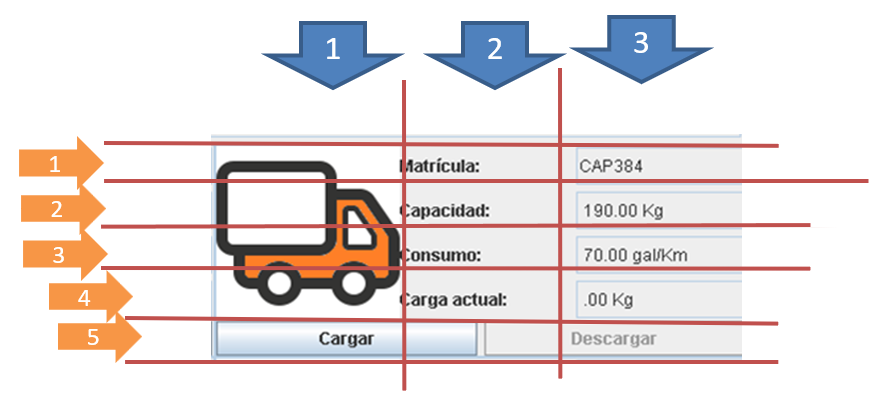 1 2 3
1 Matrícula: CAP384
2 Capacidad: 190.00 Kg
3 Consumo: 70.00 gal/Km
4 Carga actual: .00 Kg
5 Cargar Descargar